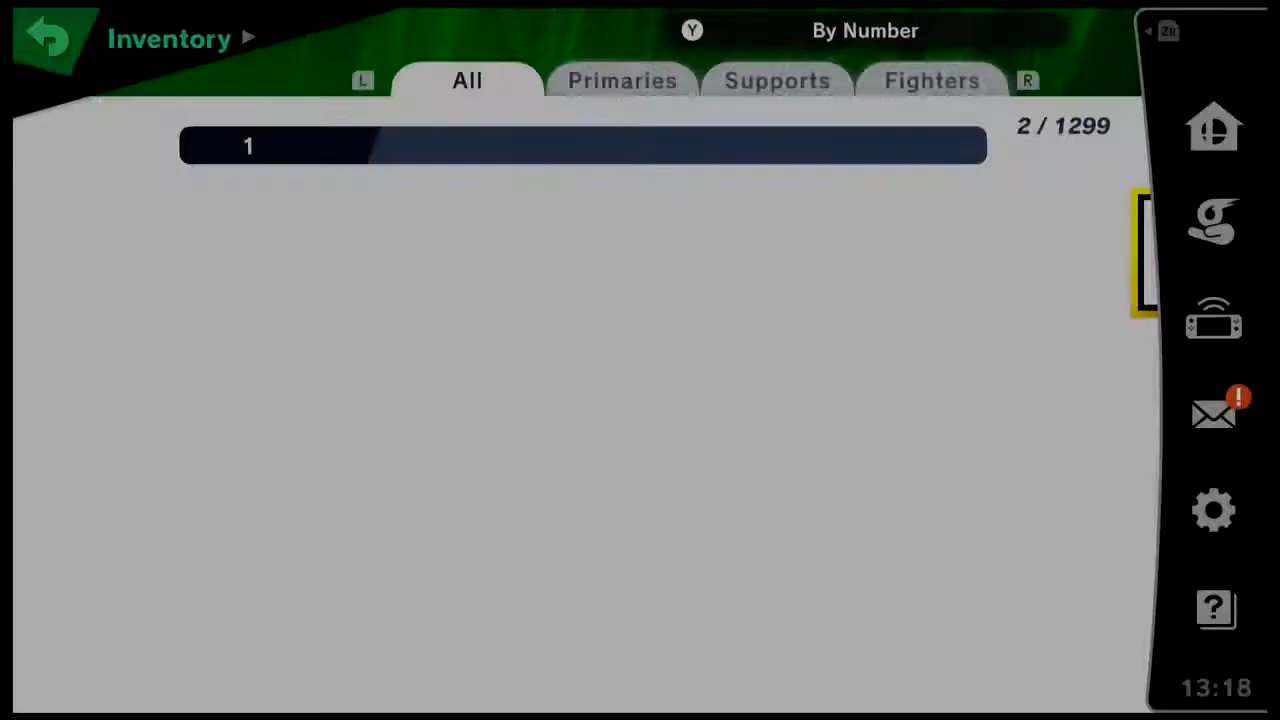 Inventory
Y By Number
ZR
L All Primaries Supports Fighters R
2 / 1299
1
!
?
13:18